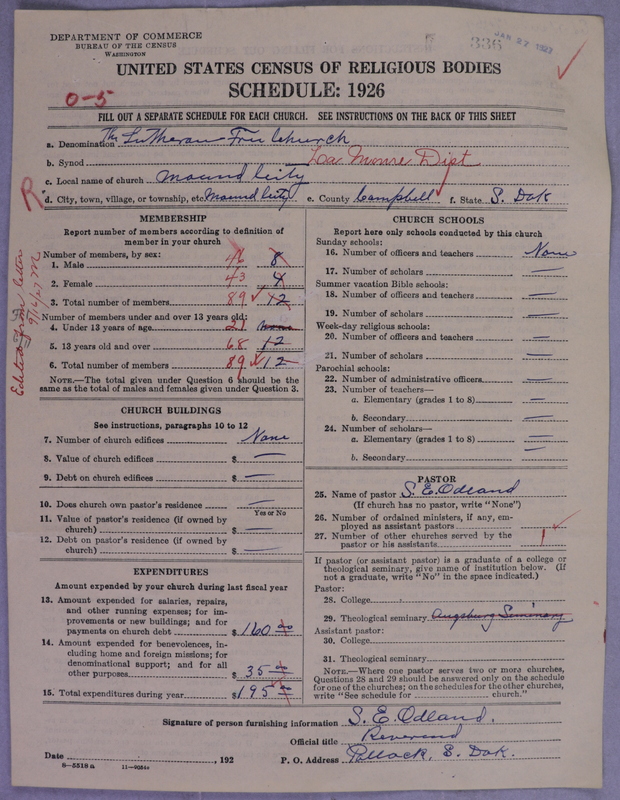 DEPARTMENT OF COMMERCE
BUREAU OF THE CENSUS
WASHINGTON
335
JAN 27 1927
UNITED STATES CENSUS OF RELIGIOUS BODIES
SCHEDULE: 1926
0-5
FILL OUT A SEPARATE SCHEDULE FOR EACH CHURCH. SEE INSTRUCTIONS ON THE BACK OF THIS SHEET
a. Denomination The Lutheran Free Church
b. Synod La Moure Dist
c. Local name of church Mound City
R
d. City, town, village, or township, etc. Mound City e. County Campbell f. State S. Dak
Edited from letter
MEMBERSHIP
Report number of members according to definition of
member in your church
Number of members, by sex:
1. Male 46 8
2. Female 43 4
3. Total number of members 89 12
Number of members under and over 13 years old:
4. Under 13 years of age 21 None
5. 13 years old and over 68 12
6. Total number of members 89 12
NOTE.—The total given under Question 6 should be the
same as the total of males and females given under Question 3.
CHURCH BUILDINGS
See instructions, paragraphs 10 to 12
7. Number of church edifices None
8. Value of church edifices $ —
9. Debt on church edifices $ —
10. Does church own pastor's residence —
Yes or No
11. Value of pastor's residence (if owned by
church) $ —
12. Debt on pastor's residence (if owned by
church) $ —
EXPENDITURES
Amount expended by your church during last fiscal year
13. Amount expended for salaries, repairs,
and other running expenses; for im-
provements or new buildings; and for
payments on church debt $ 160 00
14. Amount expended for benevolences, in-
cluding home and foreign missions; for
denominational support; and for all
other purposes $ 35 00
15. Total expenditures during year $ 195 00
CHURCH SCHOOLS
Report here only schools conducted by this church
Sunday schools:
16. Number of officers and teachers None
17. Number of scholars —
Summer vacation Bible schools:
18. Number of officers and teachers —
19. Number of scholars —
Week-day religious schools:
20. Number of officers and teachers —
21. Number of scholars —
Parochial schools:
22. Number of administrative officers —
23. Number of teachers—
a. Elementary (grades 1 to 8) —
b. Secondary —
24. Number of scholars—
a. Elementary (grades 1 to 8) —
b. Secondary —
PASTOR
25. Name of pastor S. E. Odland
(If church has no pastor, write "None")
26. Number of ordained ministers, if any, em-
ployed as assistant pastors —
27. Number of other churches served by the
pastor or his assistants 1
If pastor (or assistant pastor) is a graduate of a college or
theological seminary, give name of institution below. (If
not a graduate, write "No" in the space indicated.)
Pastor:
28. College
29. Theological seminary Augsburg Seminary
Assistant pastor:
30. College
31. Theological seminary
NOTE.—Where one pastor serves two or more churches,
Questions 28 and 29 should be answered only on the schedule
for one of the churches; on the schedules for the other churches,
write "See schedule for church."
Signature of person furnishing information S. E. Odland.
Official title Reverend
Date , 192 P. O. Address Pollock, S. Dak.
8—5518a 11—9034